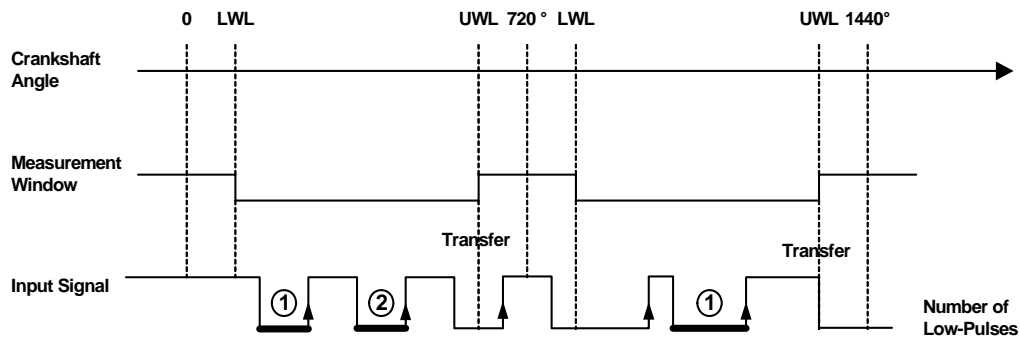 0 LWL UWL 720 ° LWL UWL 1440°
Crankshaft
Angle
Measurement
Window
Transfer
Transfer
Input Signal
1 2 1
Number of
Low-Pulses